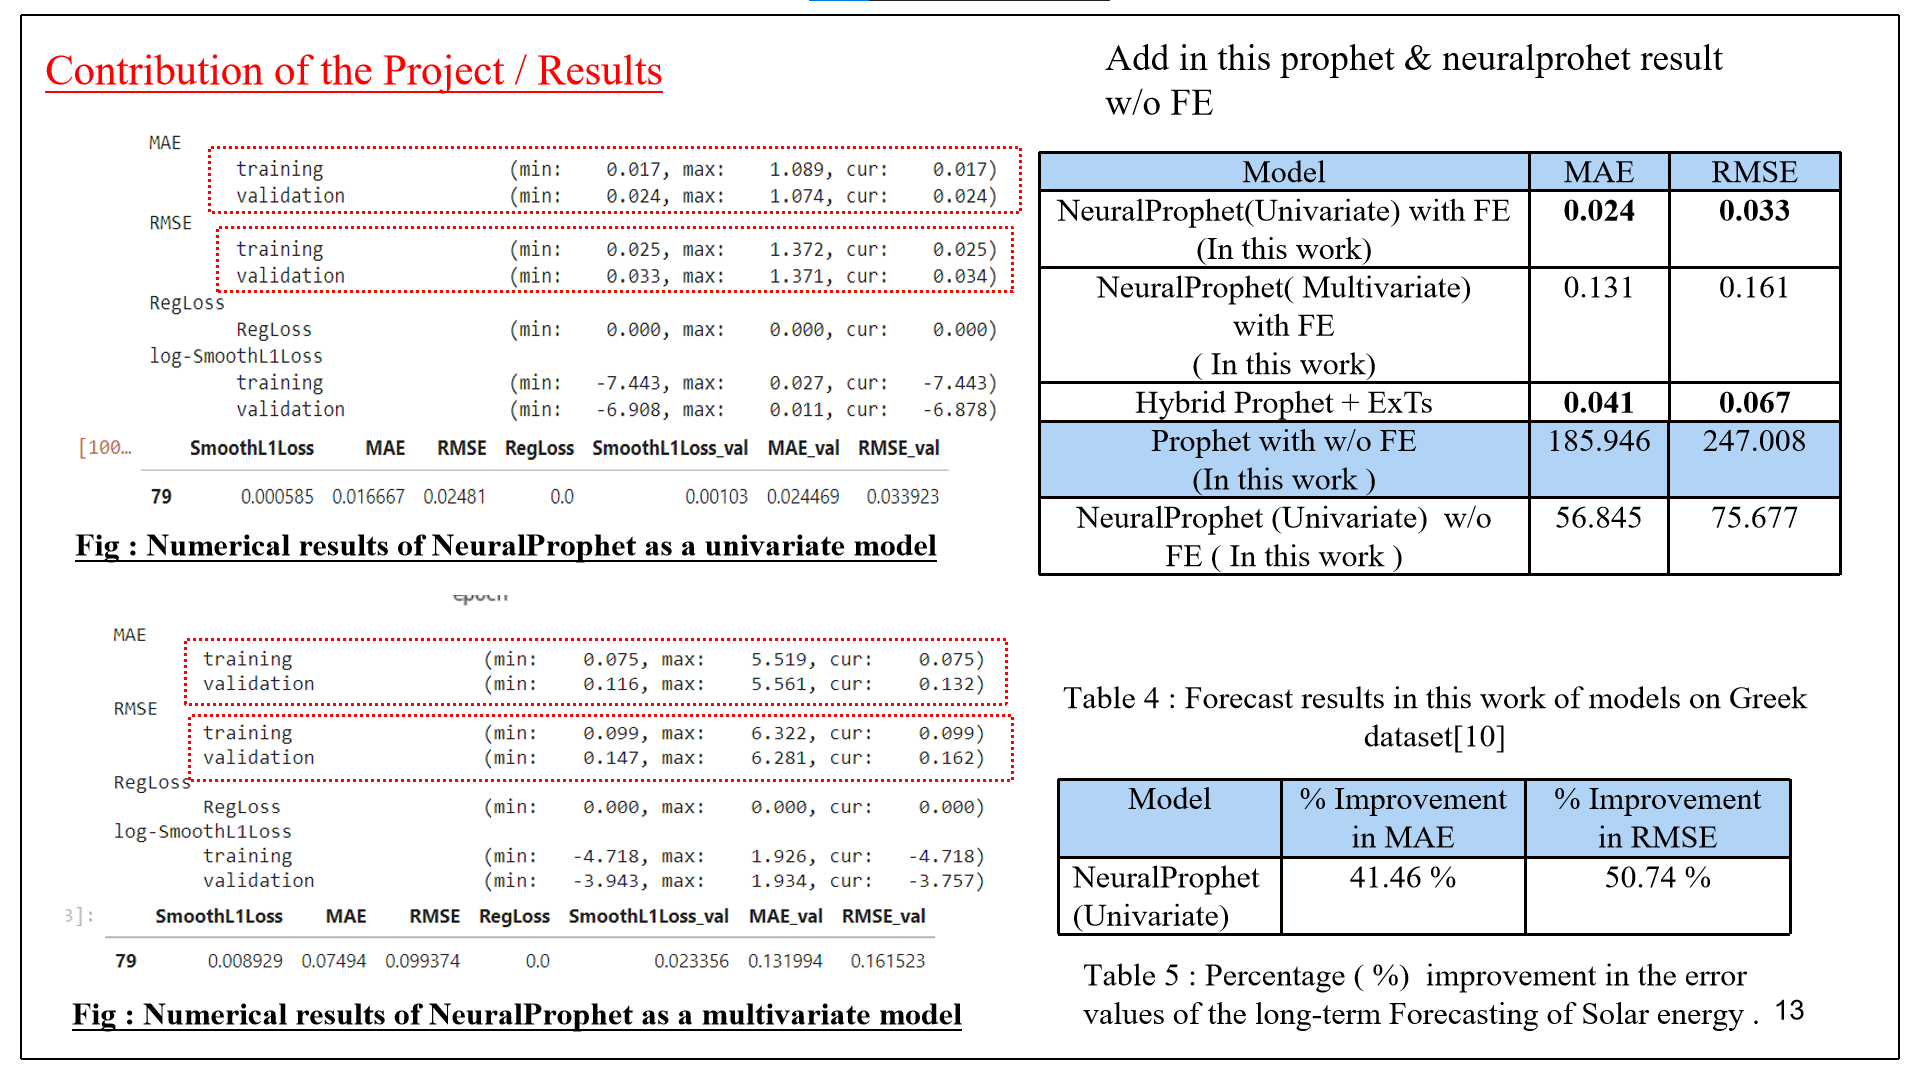 Contribution of the Project / Results
MAE
training (min: 0.017, max: 1.089, cur: 0.017)
validation (min: 0.024, max: 1.074, cur: 0.024)
RMSE
training (min: 0.025, max: 1.372, cur: 0.025)
validation (min: 0.033, max: 1.371, cur: 0.034)
RegLoss
RegLoss (min: 0.000, max: 0.000, cur: 0.000)
log-SmoothL1Loss
training (min: -7.443, max: 0.027, cur: -7.443)
validation (min: -6.908, max: 0.011, cur: -6.878)
[100...
SmoothL1Loss MAE RMSE RegLoss SmoothL1Loss_val MAE_val RMSE_val
79 0.000585 0.016667 0.02481 0.0 0.00103 0.024469 0.033923
Fig : Numerical results of NeuralProphet as a univariate model
epoch
MAE
training (min: 0.075, max: 5.519, cur: 0.075)
validation (min: 0.116, max: 5.561, cur: 0.132)
RMSE
training (min: 0.099, max: 6.322, cur: 0.099)
validation (min: 0.147, max: 6.281, cur: 0.162)
RegLoss
RegLoss (min: 0.000, max: 0.000, cur: 0.000)
log-SmoothL1Loss
training (min: -4.718, max: 1.926, cur: -4.718)
validation (min: -3.943, max: 1.934, cur: -3.757)
3]:
SmoothL1Loss MAE RMSE RegLoss SmoothL1Loss_val MAE_val RMSE_val
79 0.008929 0.07494 0.099374 0.0 0.023356 0.131994 0.161523
Fig : Numerical results of NeuralProphet as a multivariate model
Add in this prophet & neuralprohet result
w/o FE
Model MAE RMSE
NeuralProphet(Univariate) with FE 0.024 0.033
(In this work)
NeuralProphet( Multivariate) 0.131 0.161
with FE
( In this work)
Hybrid Prophet + ExTs 0.041 0.067
Prophet with w/o FE 185.946 247.008
(In this work )
NeuralProphet (Univariate) w/o 56.845 75.677
FE ( In this work )
Table 4 : Forecast results in this work of models on Greek
dataset[10]
Model % Improvement % Improvement
in MAE in RMSE
NeuralProphet 41.46 % 50.74 %
(Univariate)
Table 5 : Percentage ( %) improvement in the error
values of the long-term Forecasting of Solar energy .
13